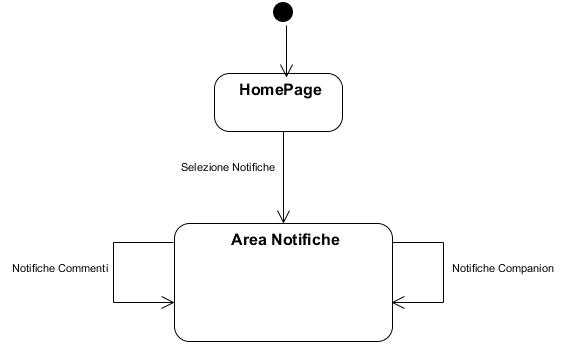 HomePage
Selezione Notifiche
Area Notifiche
Notifiche Commenti
Notifiche Companion